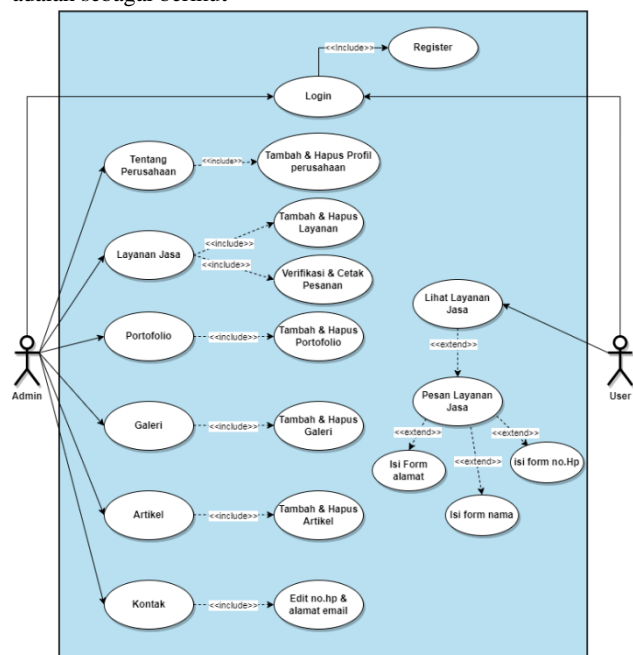 adalah sebagai berikut
<<include>>
Register
Login
Tentang
Perusahaan
<<include>>
Tambah & Hapus Profil
perusahaan
Layanan Jasa
<<include>>
Tambah & Hapus
Layanan
<<include>>
Verifikasi & Cetak
Pesanan
Lihat Layanan
Jasa
Portofolio
<<include>>
Tambah & Hapus
Portofolio
<<extend>>
Admin
User
Pesan Layanan
Jasa
Galeri
<<include>>
Tambah & Hapus
Galeri
<<extend>>
<<extend>>
<<extend>>
Isi Form
alamat
isi form no.Hp
Isi form nama
Artikel
<<include>>
Tambah & Hapus
Artikel
Kontak
<<include>>
Edit no.hp &
alamat email